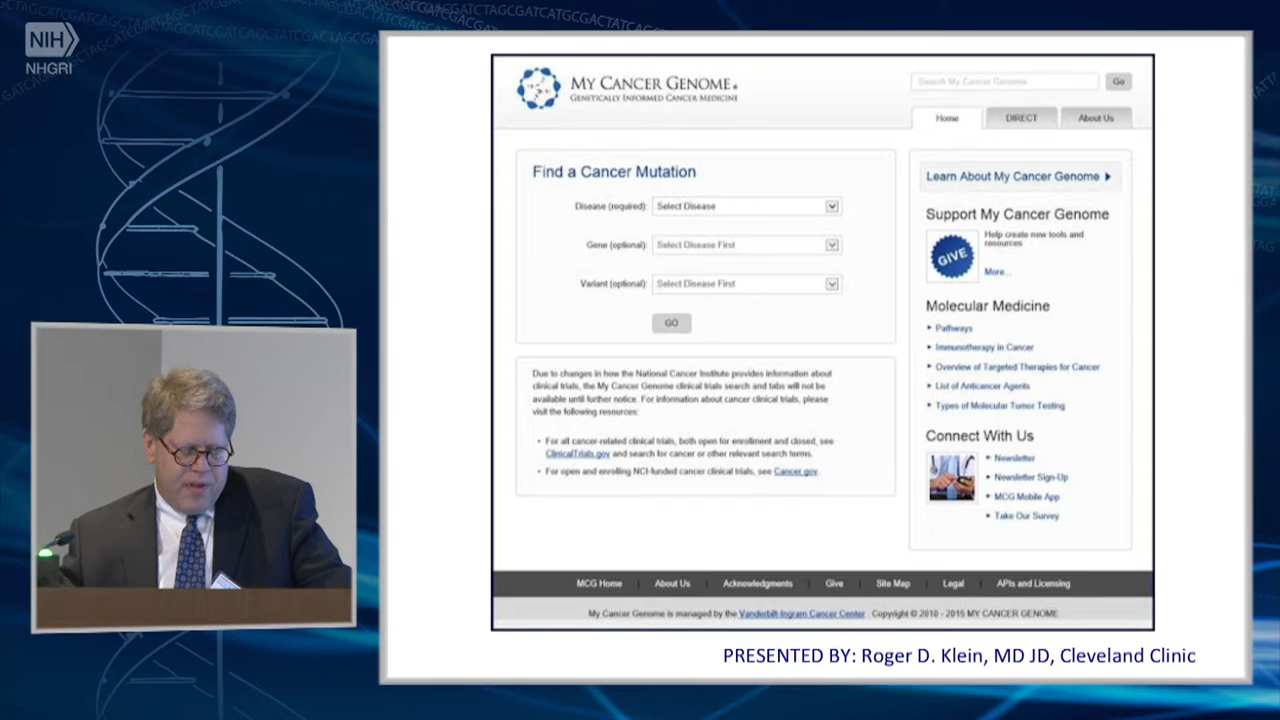 NIH
NHGRI
MY CANCER GENOME®
GENETICALLY INFORMED CANCER MEDICINE
Search My Cancer Genome
Go
Home
DIRECT
About Us
Find a Cancer Mutation
Disease (required):
Select Disease
Gene (optional):
Select Disease First
Variant (optional):
Select Disease First
GO
Due to changes in how the National Cancer Institute provides information about
clinical trials, the My Cancer Genome clinical trials search and tabs will not be
available until further notice. For information about cancer clinical trials, please
visit the following resources:
• For all cancer-related clinical trials, both open for enrollment and closed, see
ClinicalTrials.gov and search for cancer or other relevant search terms.
• For open and enrolling NCI-funded cancer clinical trials, see Cancer.gov.
Learn About My Cancer Genome
Support My Cancer Genome
GIVE
Help create new tools and
resources
More...
Molecular Medicine
Pathways
Immunotherapy in Cancer
Overview of Targeted Therapies for Cancer
List of Anticancer Agents
Types of Molecular Tumor Testing
Connect With Us
Newsletter
Newsletter Sign-Up
MCG Mobile App
Take Our Survey
MCG Home | About Us | Acknowledgments | Give | Site Map | Legal | APIs and Licensing
My Cancer Genome is managed by the Vanderbilt-Ingram Cancer Center Copyright © 2010 - 2015 MY CANCER GENOME
PRESENTED BY: Roger D. Klein, MD JD, Cleveland Clinic